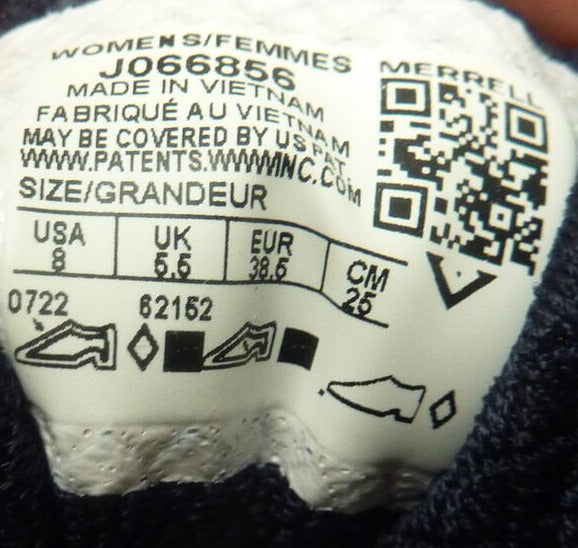 WOMENS/FEMMES
J066856
MERRELL
MADE IN VIETNAM
FABRIQUÉ AU VIETNAM
MAY BE COVERED BY US PAT.
WWW.PATENTS.WWWINC.COM
SIZE/GRANDEUR
USA UK EUR CM
8 5.5 38.5 25
0722 62152